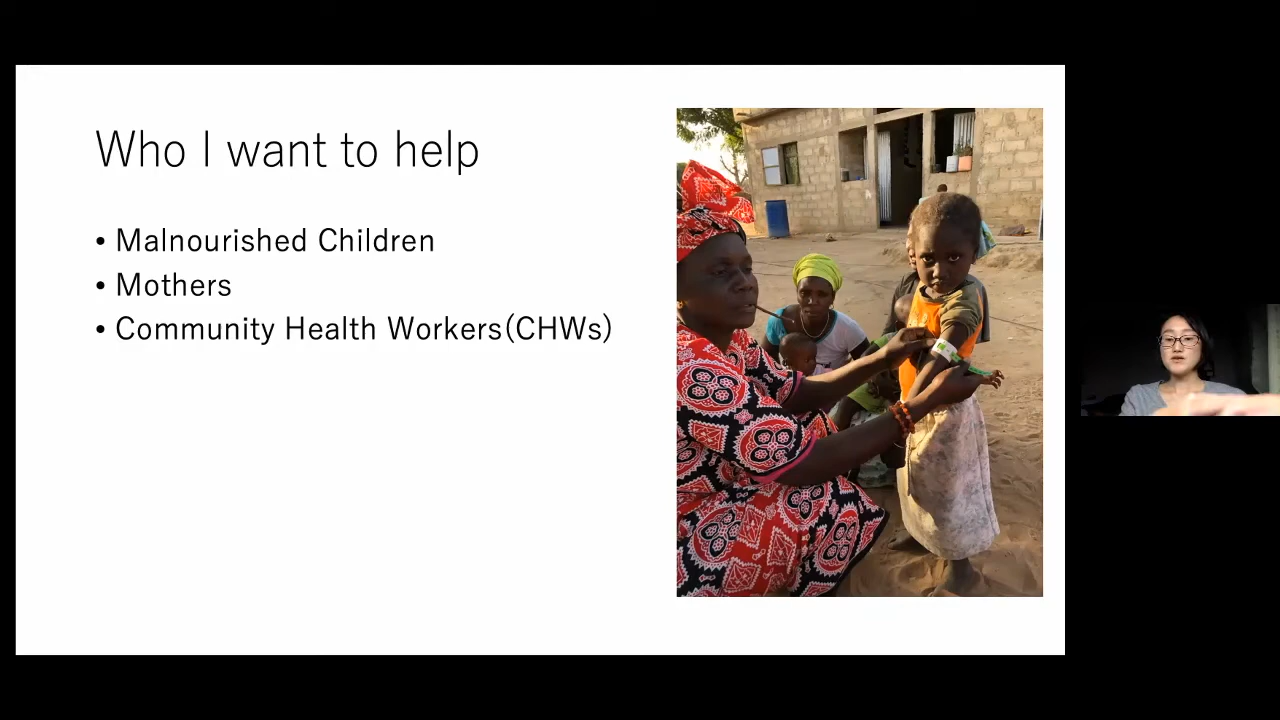 Who I want to help
• Malnourished Children
• Mothers
• Community Health Workers(CHWs)